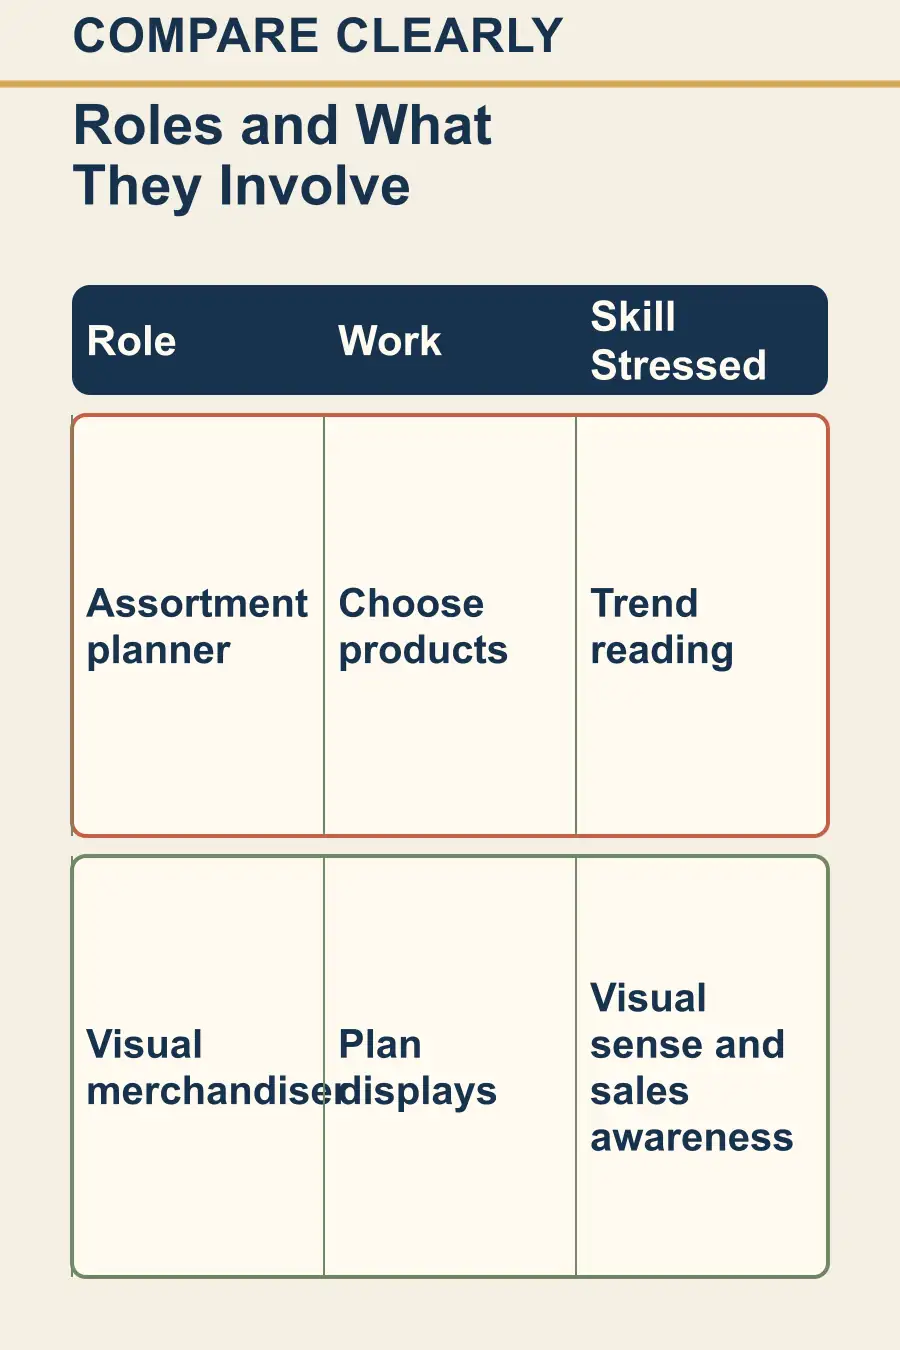 COMPARE CLEARLY
Roles and What
They Involve
Role
Work
Skill
Stressed
Assortment
planner
Choose
products
Trend
reading
Visual
merchandiser
Plan
displays
Visual
sense and
sales
awareness